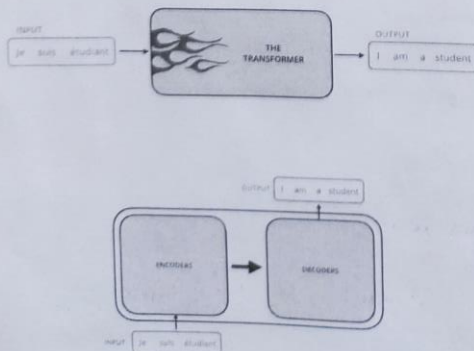 INPUT
OUTPUT
Je suis étudiant
THE
TRANSFORMER
I am a student
OUTPUT I am a student
ENCODERS
DECODERS
INPUT Je suis étudiant